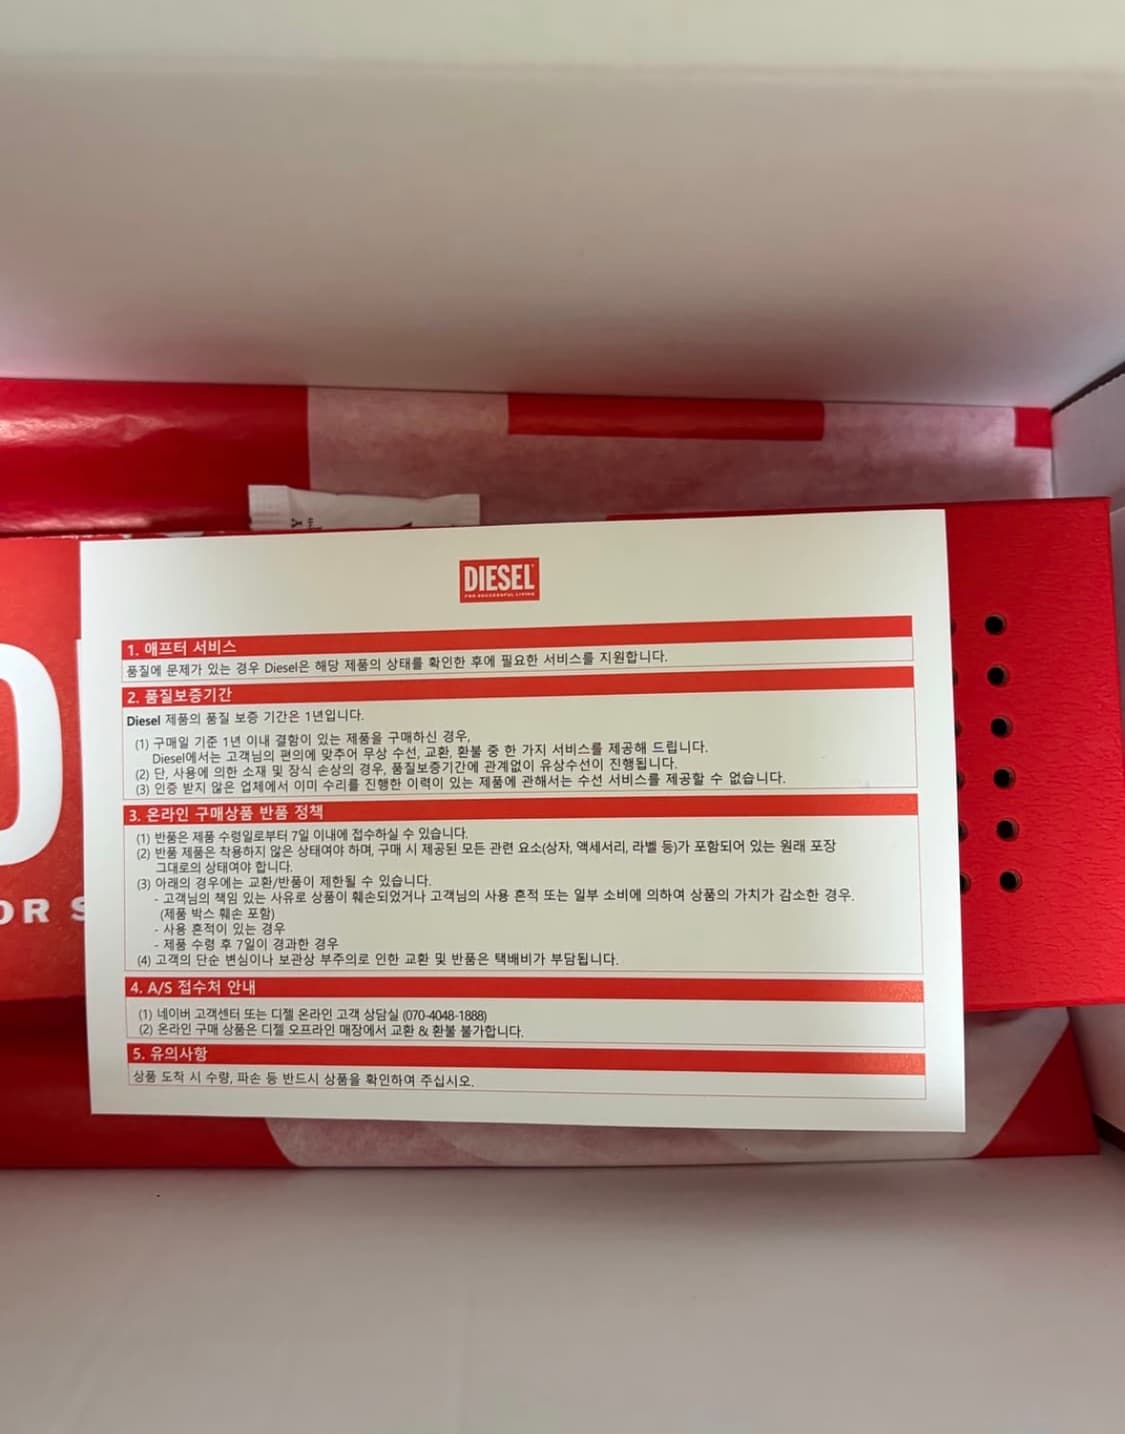 DIESEL
FOR SUCCESSFUL LIVING
1. 애프터 서비스
품질에 문제가 있는 경우 Diesel은 해당 제품의 상태를 확인한 후에 필요한 서비스를 지원합니다.
2. 품질보증기간
Diesel 제품의 품질 보증 기간은 1년입니다.
(1) 구매일 기준 1년 이내 결함이 있는 제품을 구매하신 경우,
Diesel에서는 고객님의 편의에 맞추어 무상 수선, 교환, 환불 중 한 가지 서비스를 제공해 드립니다.
(2) 단, 사용에 의한 소재 및 장식 손상의 경우, 품질보증기간에 관계없이 유상수선이 진행됩니다.
(3) 인증 받지 않은 업체에서 이미 수리를 진행한 이력이 있는 제품에 관해서는 수선 서비스를 제공할 수 없습니다.
3. 온라인 구매상품 반품 정책
(1) 반품은 제품 수령일로부터 7일 이내에 접수하실 수 있습니다.
(2) 반품 제품은 착용하지 않은 상태여야 하며, 구매 시 제공된 모든 관련 요소(상자, 액세서리, 라벨 등)가 포함되어 있는 원래 포장
그대로의 상태여야 합니다.
(3) 아래의 경우에는 교환/반품이 제한될 수 있습니다.
- 고객님의 책임 있는 사유로 상품이 훼손되었거나 고객님의 사용 흔적 또는 일부 소비에 의하여 상품의 가치가 감소한 경우.
(제품 박스 훼손 포함)
- 사용 흔적이 있는 경우
- 제품 수령 후 7일이 경과한 경우
(4) 고객의 단순 변심이나 보관상 부주의로 인한 교환 및 반품은 택배비가 부담됩니다.
4. A/S 접수처 안내
(1) 네이버 고객센터 또는 디젤 온라인 고객 상담실 (070-4048-1888)
(2) 온라인 구매 상품은 디젤 오프라인 매장에서 교환 & 환불 불가합니다.
5. 유의사항
상품 도착 시 수량, 파손 등 반드시 상품을 확인하여 주십시오.
OR S